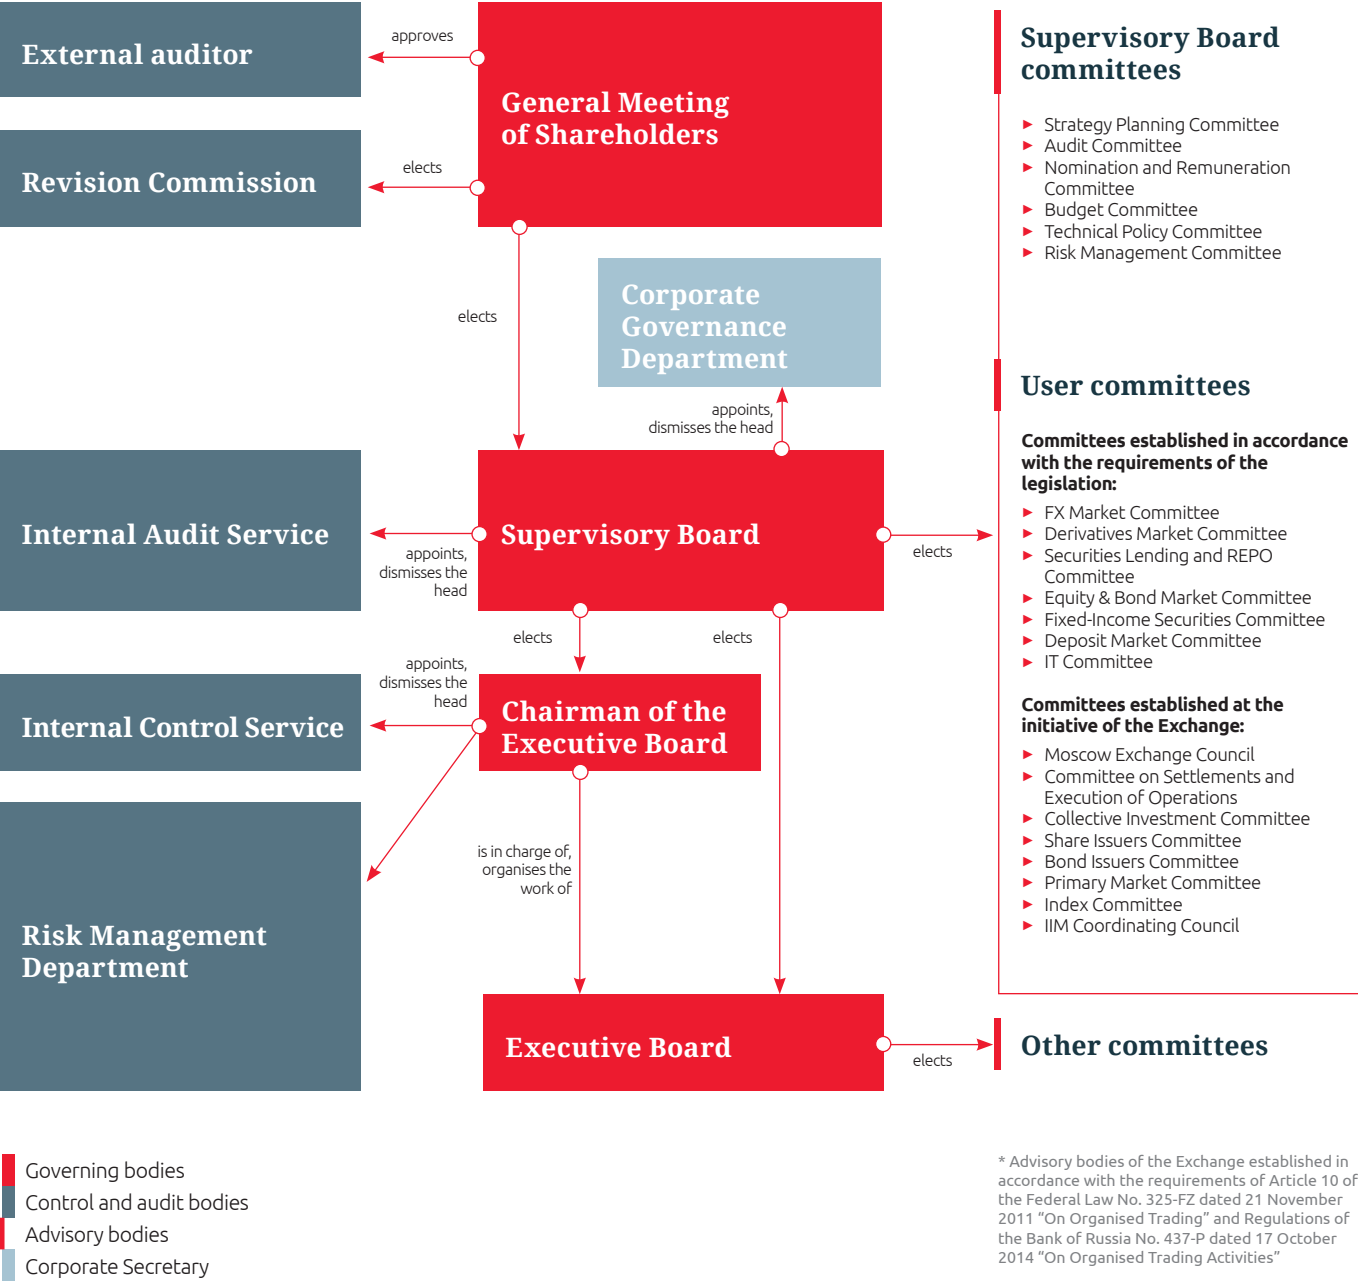 External auditor
approves
General Meeting
of Shareholders
Revision Commission
elects
elects
Corporate
Governance
Department
appoints,
dismisses the head
Internal Audit Service
appoints,
dismisses the
head
Supervisory Board
elects
elects
elects
appoints,
dismisses the
head
Internal Control Service
Chairman of the
Executive Board
is in charge of,
organises the
work of
Risk Management
Department
Executive Board
elects
Supervisory Board
committees
► Strategy Planning Committee
► Audit Committee
► Nomination and Remuneration
Committee
► Budget Committee
► Technical Policy Committee
► Risk Management Committee
User committees
Committees established in accordance
with the requirements of the
legislation:
► FX Market Committee
► Derivatives Market Committee
► Securities Lending and REPO
Committee
► Equity & Bond Market Committee
► Fixed-Income Securities Committee
► Deposit Market Committee
► IT Committee
Committees established at the
initiative of the Exchange:
► Moscow Exchange Council
► Committee on Settlements and
Execution of Operations
► Collective Investment Committee
► Share Issuers Committee
► Bond Issuers Committee
► Primary Market Committee
► Index Committee
► IIM Coordinating Council
Other committees
Governing bodies
Control and audit bodies
Advisory bodies
Corporate Secretary
* Advisory bodies of the Exchange established in
accordance with the requirements of Article 10 of
the Federal Law No. 325-FZ dated 21 November
2011 “On Organised Trading” and Regulations of
the Bank of Russia No. 437-P dated 17 October
2014 “On Organised Trading Activities”